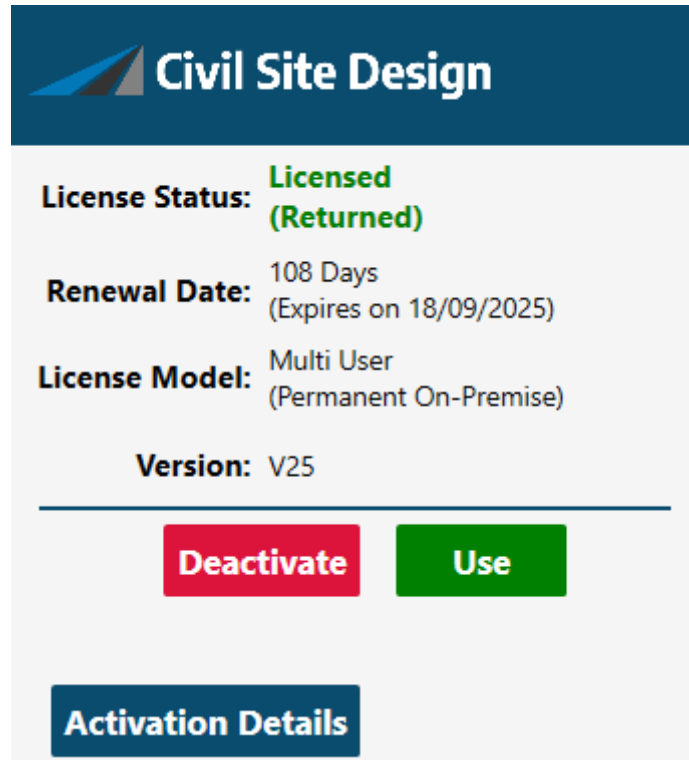 Civil Site Design
License Status: Licensed
(Returned)
Renewal Date: 108 Days
(Expires on 18/09/2025)
License Model: Multi User
(Permanent On-Premise)
Version: V25
Deactivate Use
Activation Details